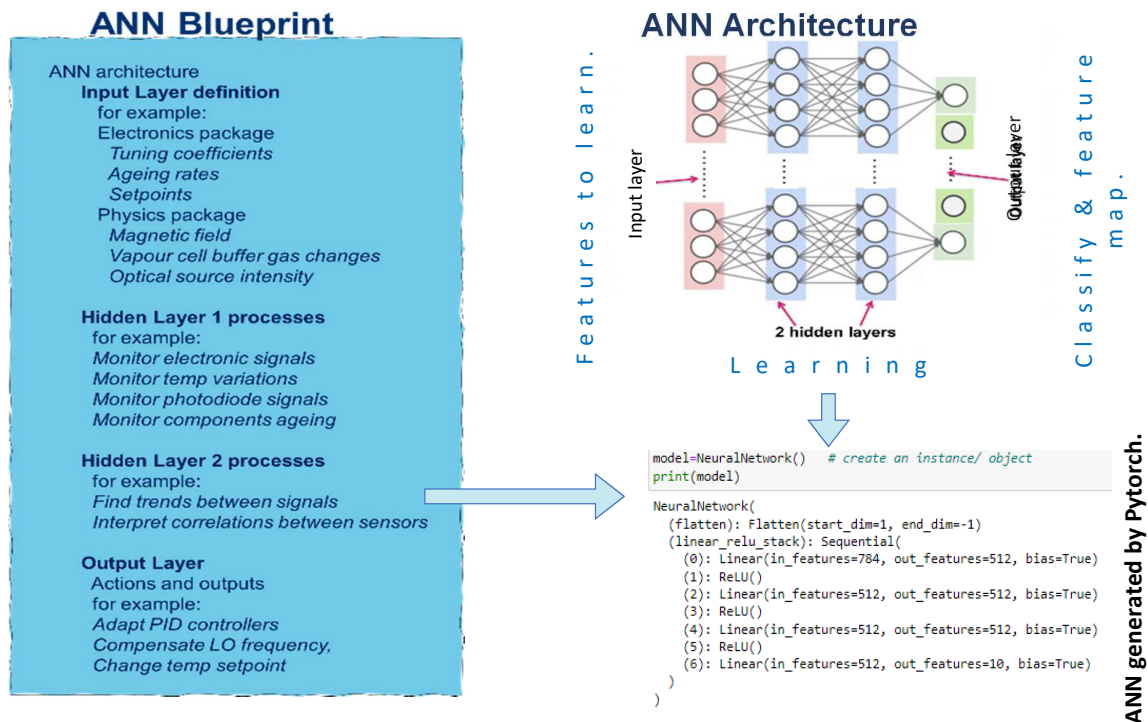 ANN Blueprint
ANN architecture
Input Layer definition
for example:
Electronics package
Tuning coefficients
Ageing rates
Setpoints
Physics package
Magnetic field
Vapour cell buffer gas changes
Optical source intensity
Hidden Layer 1 processes
for example:
Monitor electronic signals
Monitor temp variations
Monitor photodiode signals
Monitor components ageing
Hidden Layer 2 processes
for example:
Find trends between signals
Interpret correlations between sensors
Output Layer
Actions and outputs
for example:
Adapt PID controllers
Compensate LO frequency,
Change temp setpoint
ANN Architecture
Features to learn.
Input layer
2 hidden layers
Output layer
Output layer
Classify & feature
map.
Learning
model=NeuralNetwork() # create an instance/ object
print(model)
NeuralNetwork(
(flatten): Flatten(start_dim=1, end_dim=-1)
(linear_relu_stack): Sequential(
(0): Linear(in_features=784, out_features=512, bias=True)
(1): ReLU()
(2): Linear(in_features=512, out_features=512, bias=True)
(3): ReLU()
(4): Linear(in_features=512, out_features=512, bias=True)
(5): ReLU()
(6): Linear(in_features=512, out_features=10, bias=True)
)
)
ANN generated by Pytorch.